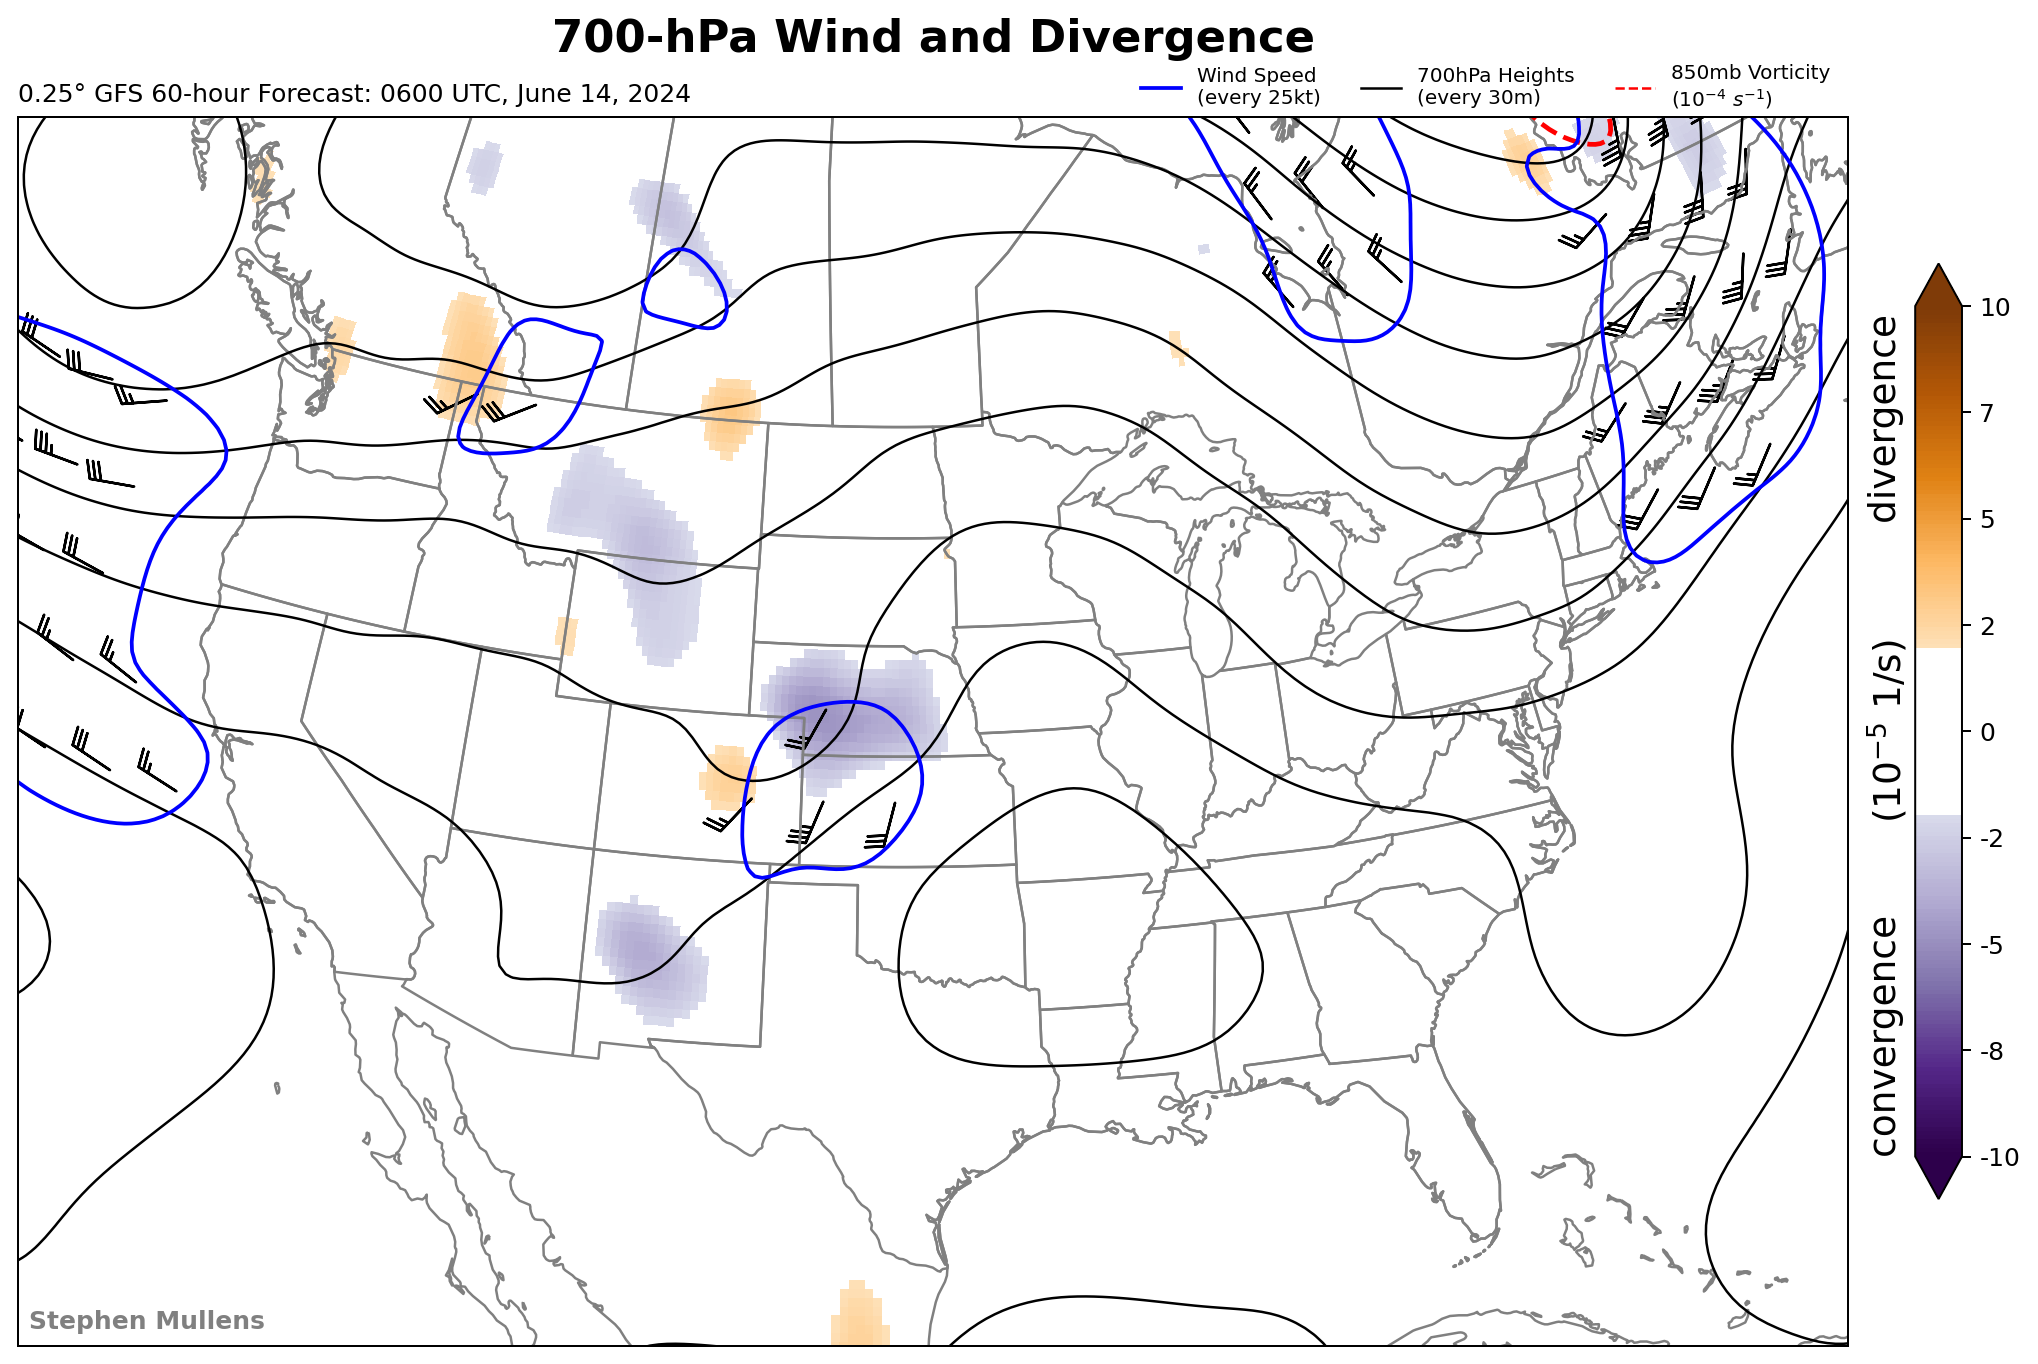 700-hPa Wind and Divergence
0.25° GFS 60-hour Forecast: 0600 UTC, June 14, 2024
Wind Speed
(every 25kt)
700hPa Heights
(every 30m)
850mb Vorticity
(10⁻⁴ s⁻¹)
10
7
5
2
0
-2
-5
-8
-10
convergence (10⁻⁵ 1/s) divergence
Stephen Mullens